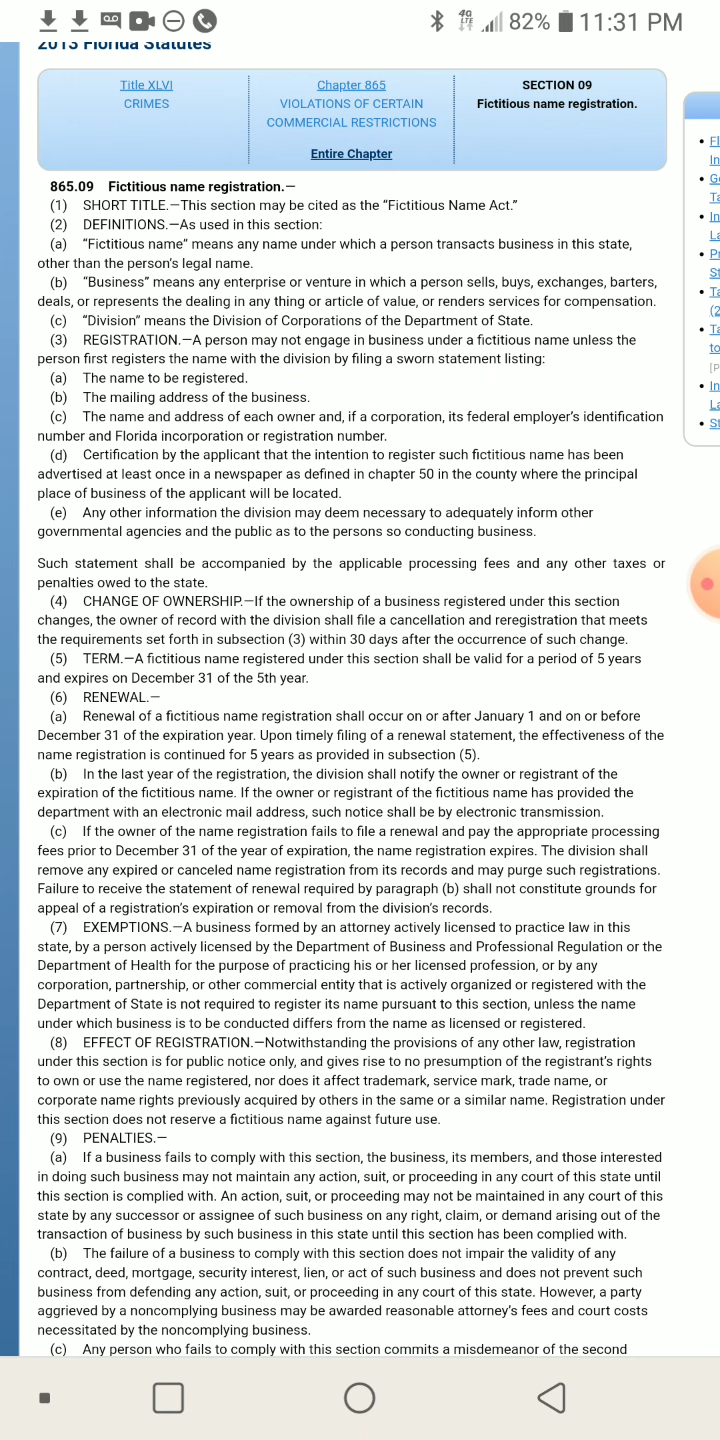 82% 11:31 PM
2013 Florida Statutes
Title XLVI
CRIMES
Chapter 865
VIOLATIONS OF CERTAIN
COMMERCIAL RESTRICTIONS
Entire Chapter
SECTION 09
Fictitious name registration.
865.09 Fictitious name registration.—
(1) SHORT TITLE.—This section may be cited as the “Fictitious Name Act.”
(2) DEFINITIONS.—As used in this section:
(a) “Fictitious name” means any name under which a person transacts business in this state,
other than the person’s legal name.
(b) “Business” means any enterprise or venture in which a person sells, buys, exchanges, barters,
deals, or represents the dealing in any thing or article of value, or renders services for compensation.
(c) “Division” means the Division of Corporations of the Department of State.
(3) REGISTRATION.—A person may not engage in business under a fictitious name unless the
person first registers the name with the division by filing a sworn statement listing:
(a) The name to be registered.
(b) The mailing address of the business.
(c) The name and address of each owner and, if a corporation, its federal employer’s identification
number and Florida incorporation or registration number.
(d) Certification by the applicant that the intention to register such fictitious name has been
advertised at least once in a newspaper as defined in chapter 50 in the county where the principal
place of business of the applicant will be located.
(e) Any other information the division may deem necessary to adequately inform other
governmental agencies and the public as to the persons so conducting business.
Such statement shall be accompanied by the applicable processing fees and any other taxes or
penalties owed to the state.
(4) CHANGE OF OWNERSHIP.—If the ownership of a business registered under this section
changes, the owner of record with the division shall file a cancellation and reregistration that meets
the requirements set forth in subsection (3) within 30 days after the occurrence of such change.
(5) TERM.—A fictitious name registered under this section shall be valid for a period of 5 years
and expires on December 31 of the 5th year.
(6) RENEWAL.—
(a) Renewal of a fictitious name registration shall occur on or after January 1 and on or before
December 31 of the expiration year. Upon timely filing of a renewal statement, the effectiveness of the
name registration is continued for 5 years as provided in subsection (5).
(b) In the last year of the registration, the division shall notify the owner or registrant of the
expiration of the fictitious name. If the owner or registrant of the fictitious name has provided the
department with an electronic mail address, such notice shall be by electronic transmission.
(c) If the owner of the name registration fails to file a renewal and pay the appropriate processing
fees prior to December 31 of the year of expiration, the name registration expires. The division shall
remove any expired or canceled name registration from its records and may purge such registrations.
Failure to receive the statement of renewal required by paragraph (b) shall not constitute grounds for
appeal of a registration’s expiration or removal from the division’s records.
(7) EXEMPTIONS.—A business formed by an attorney actively licensed to practice law in this
state, by a person actively licensed by the Department of Business and Professional Regulation or the
Department of Health for the purpose of practicing his or her licensed profession, or by any
corporation, partnership, or other commercial entity that is actively organized or registered with the
Department of State is not required to register its name pursuant to this section, unless the name
under which business is to be conducted differs from the name as licensed or registered.
(8) EFFECT OF REGISTRATION.—Notwithstanding the provisions of any other law, registration
under this section is for public notice only, and gives rise to no presumption of the registrant’s rights
to own or use the name registered, nor does it affect trademark, service mark, trade name, or
corporate name rights previously acquired by others in the same or a similar name. Registration under
this section does not reserve a fictitious name against future use.
(9) PENALTIES.—
(a) If a business fails to comply with this section, the business, its members, and those interested
in doing such business may not maintain any action, suit, or proceeding in any court of this state until
this section is complied with. An action, suit, or proceeding may not be maintained in any court of this
state by any successor or assignee of such business on any right, claim, or demand arising out of the
transaction of business by such business in this state until this section has been complied with.
(b) The failure of a business to comply with this section does not impair the validity of any
contract, deed, mortgage, security interest, lien, or act of such business and does not prevent such
business from defending any action, suit, or proceeding in any court of this state. However, a party
aggrieved by a noncomplying business may be awarded reasonable attorney’s fees and court costs
necessitated by the noncomplying business.
(c) Any person who fails to comply with this section commits a misdemeanor of the second